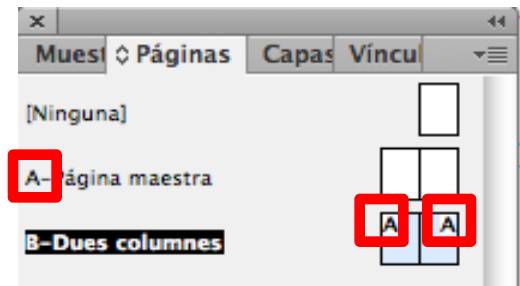 Muest Páginas Capas Víncul
[Ninguna]
A-Página maestra
A A
B-Dues columnes